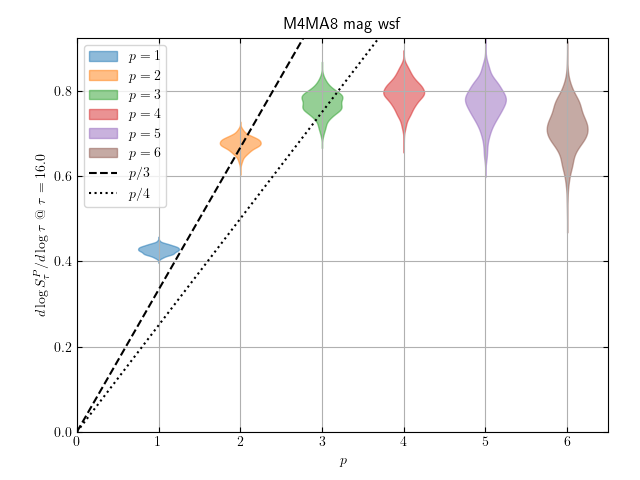 M4MA8 mag wsf
p = 1
p = 2
p = 3
p = 4
p = 5
p = 6
p/3
p/4
d log S_τ^P / d log τ @ τ = 16.0
0.8
0.6
0.4
0.2
0.0
0 1 2 3 4 5 6
p